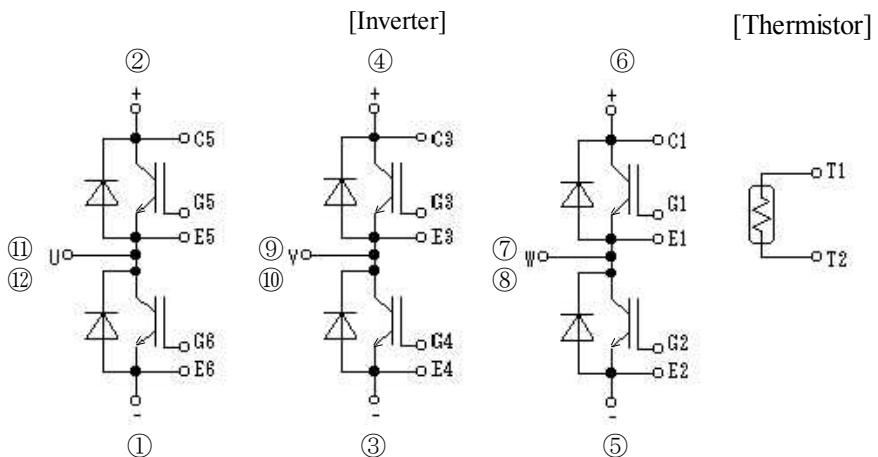 [Inverter] [Thermistor]
② ④ ⑥
+ + +
C5 C3 C1
T1
G5 G3 G1
E5 E3 E1
⑪ U ⑨ V ⑦ W
T2
⑫ ⑩ ⑧
G6 G4 G2
E6 E4 E2
- - -
① ③ ⑤